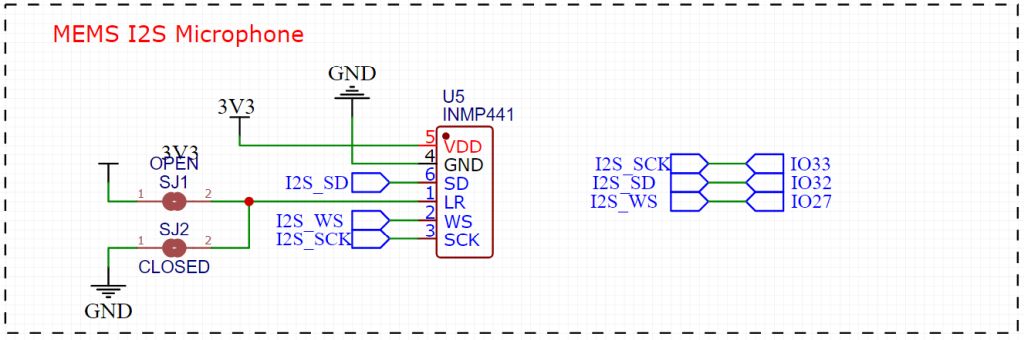 MEMS I2S Microphone
GND
3V3
U5
INMP441
5 VDD
4 GND
6 SD
1 LR
2 WS
3 SCK
3V3
OPEN
SJ1
1 2
SJ2
1 2
CLOSED
GND
I2S_SD
I2S_WS
I2S_SCK
I2S_SCK IO33
I2S_SD IO32
I2S_WS IO27